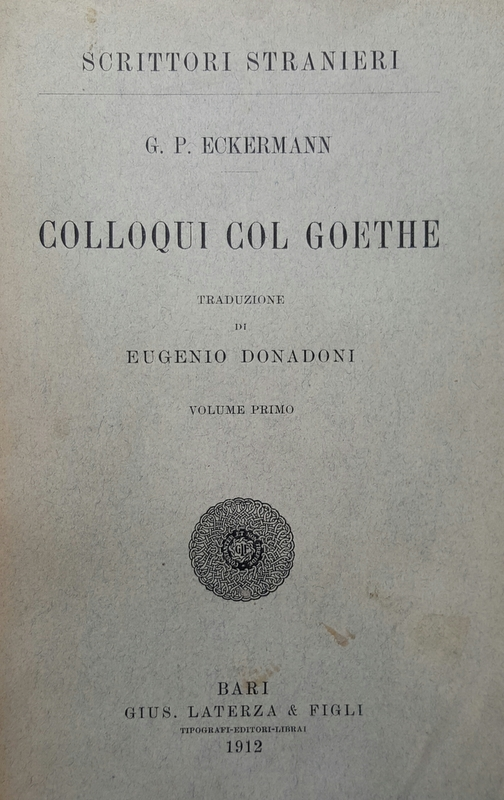 SCRITTORI STRANIERI
G. P. ECKERMANN
COLLOQUI COL GOETHE
TRADUZIONE
DI
EUGENIO DONADONI
VOLUME PRIMO
BARI
GIUS. LATERZA & FIGLI
TIPOGRAFI-EDITORI-LIBRAI
1912